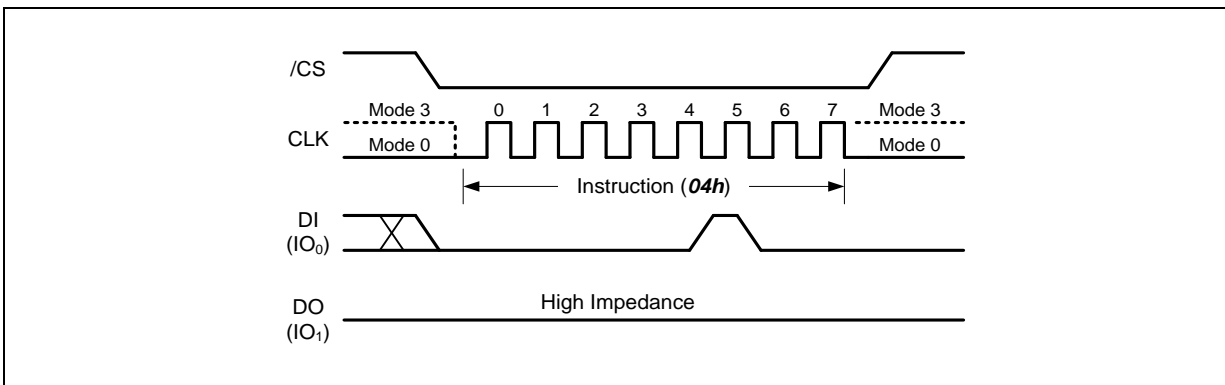 /CS
Mode 3 0 1 2 3 4 5 6 7 Mode 3
CLK
Mode 0 Mode 0
Instruction (04h)
DI
(IO₀)
High Impedance
DO
(IO₁)